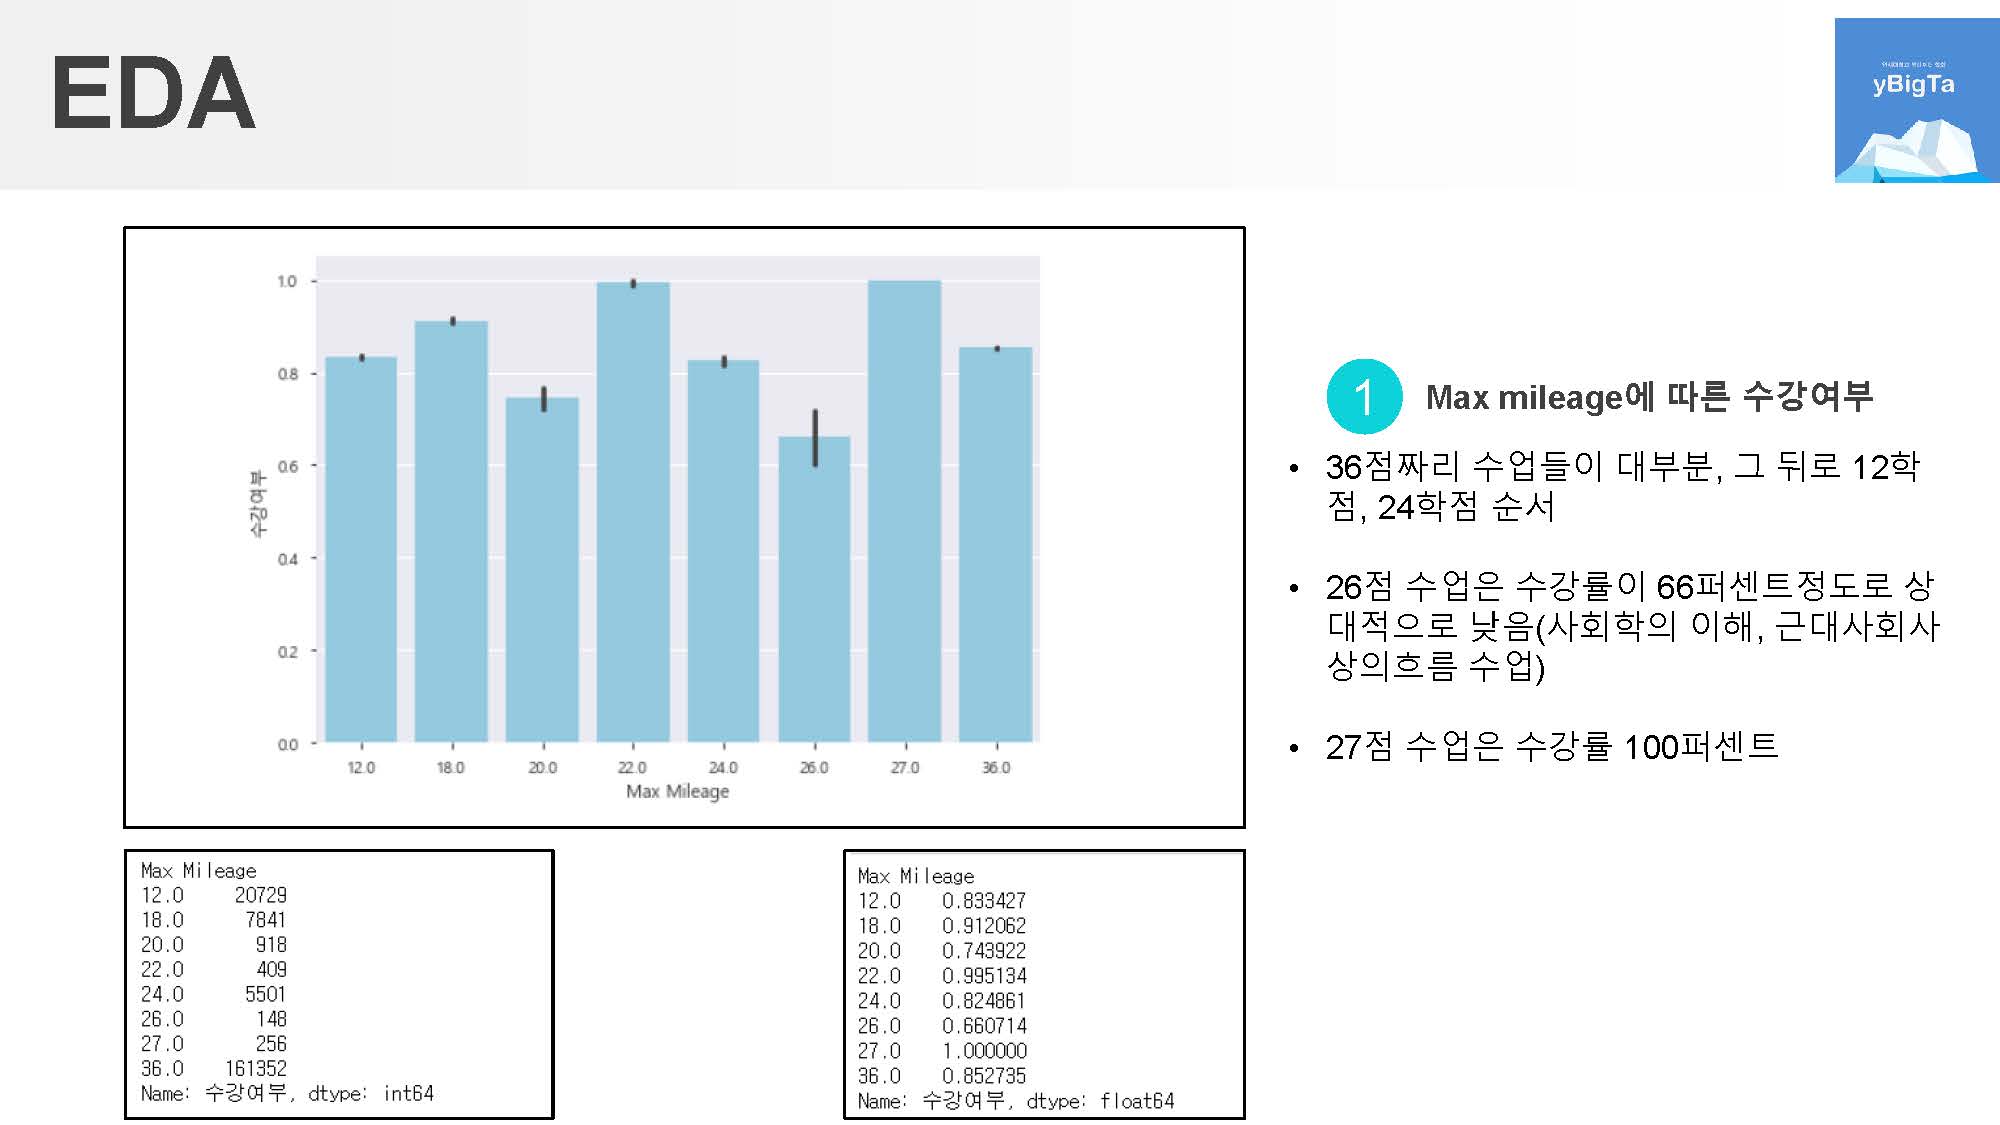 EDA
yBigTa
1.0
0.8
0.6
0.4
0.2
0.0
수강여부
12.0 18.0 20.0 22.0 24.0 26.0 27.0 36.0
Max Mileage
1 Max mileage에 따른 수강여부
• 36점짜리 수업들이 대부분, 그 뒤로 12학
점, 24학점 순서
• 26점 수업은 수강률이 66퍼센트정도로 상
대적으로 낮음(사회학의 이해, 근대사회사
상의흐름 수업)
• 27점 수업은 수강률 100퍼센트
Max Mileage
12.0 20729
18.0 7841
20.0 918
22.0 409
24.0 5501
26.0 148
27.0 256
36.0 161352
Name: 수강여부, dtype: int64
Max Mileage
12.0 0.833427
18.0 0.912062
20.0 0.743922
22.0 0.995134
24.0 0.824861
26.0 0.660714
27.0 1.000000
36.0 0.852735
Name: 수강여부, dtype: float64